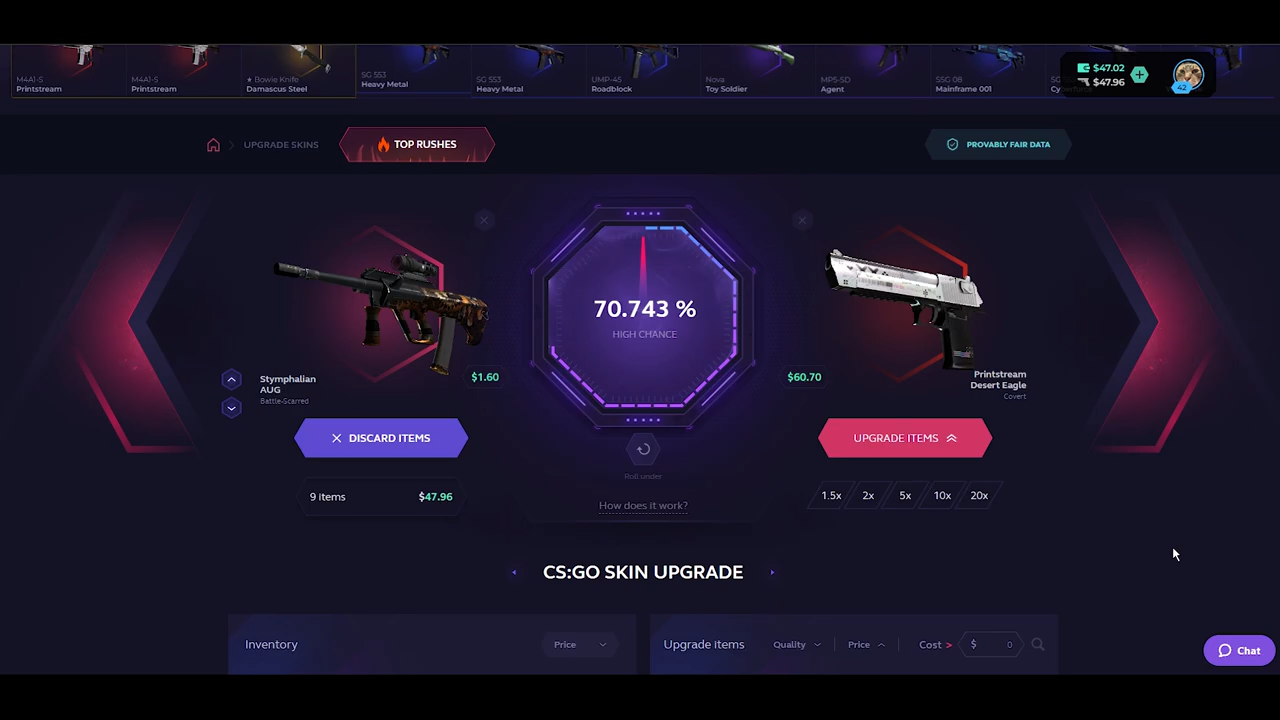 M4A1-S
Printstream
M4A1-S
Printstream
★ Bowie Knife
Damascus Steel
SG 553
Heavy Metal
SG 553
Heavy Metal
UMP-45
Roadblock
Nova
Toy Soldier
MP5-SD
Agent
SSG 08
Mainframe 001
$47.02
$47.96
42
UPGRADE SKINS
TOP RUSHES
PROVABLY FAIR DATA
70.743 %
HIGH CHANCE
Stymphalian
AUG
Battle-Scarred
$1.60
$60.70
Printstream
Desert Eagle
Covert
DISCARD ITEMS
UPGRADE ITEMS
Roll under
9 items $47.96
How does it work?
1.5x 2x 5x 10x 20x
CS:GO SKIN UPGRADE
Inventory Price
Upgrade items Quality Price Cost > $ 0
Chat